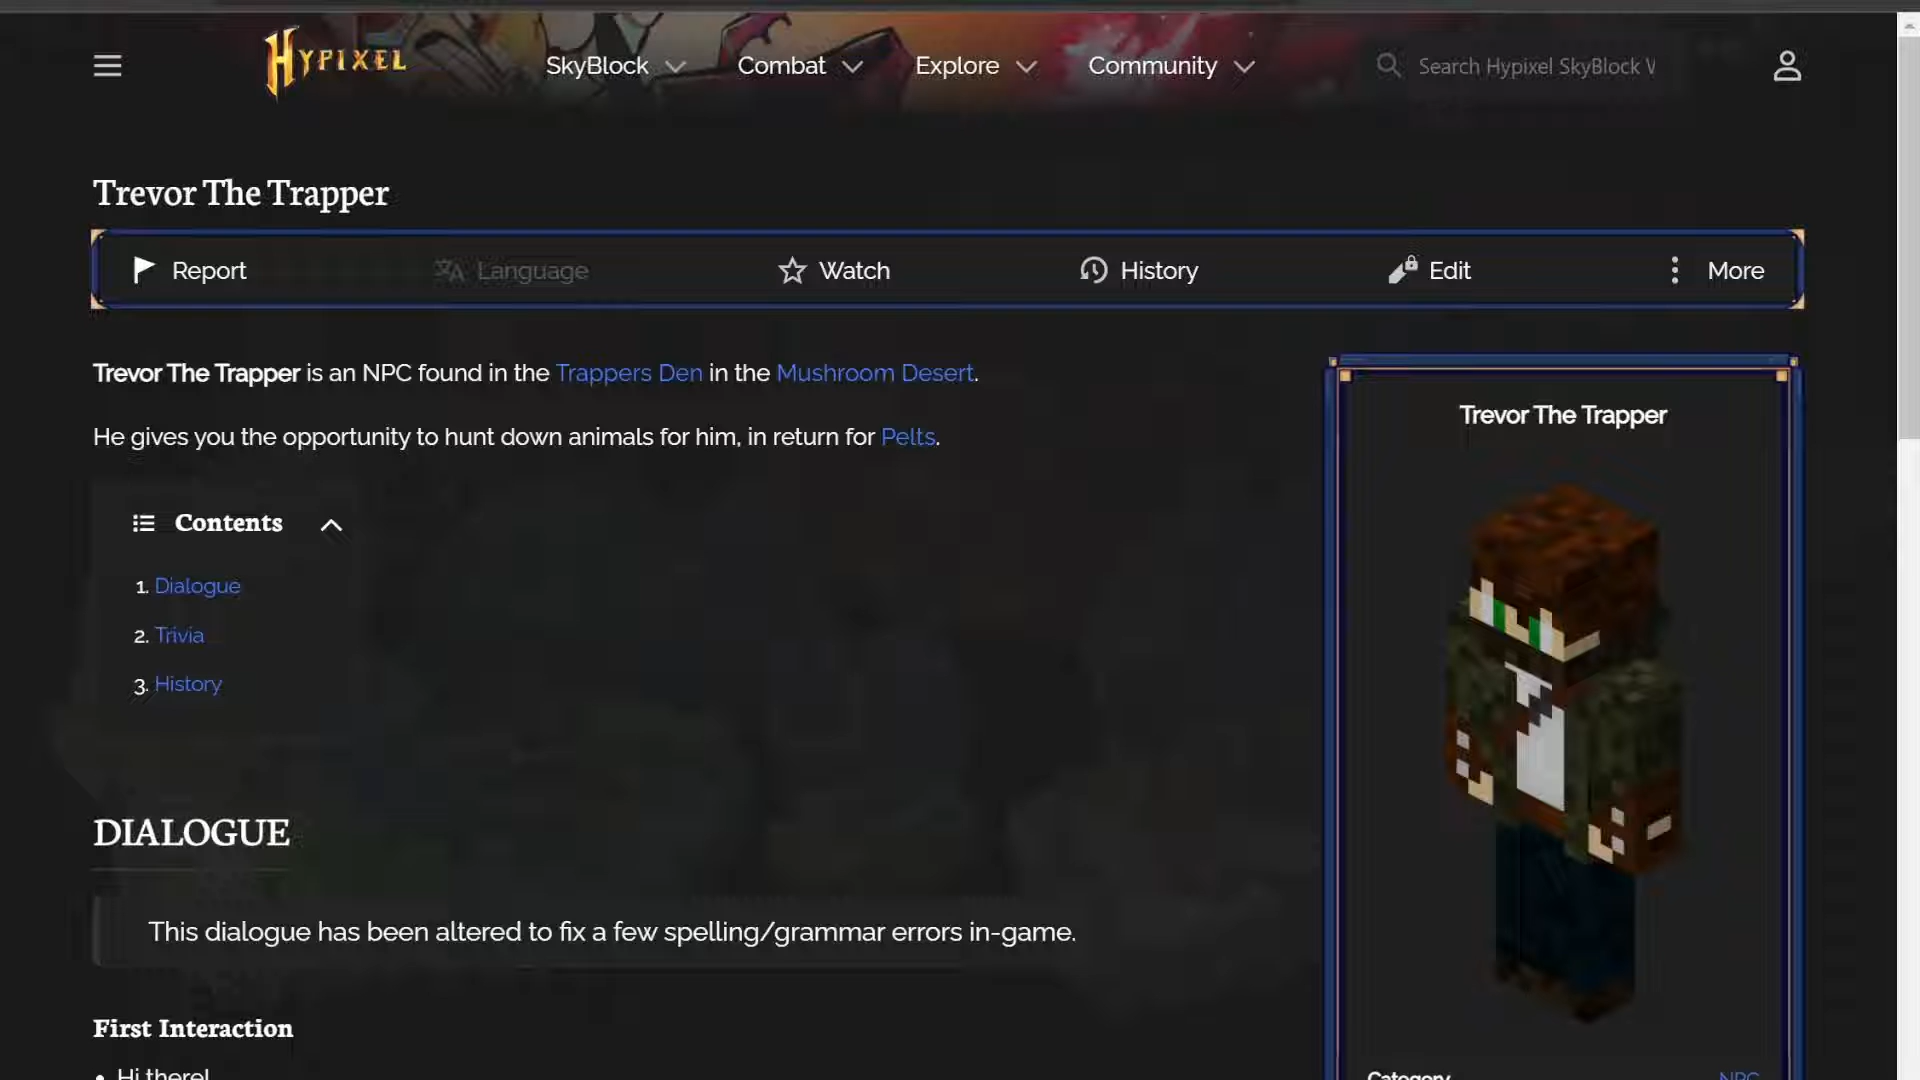 HYPIXEL
SkyBlock
Combat
Explore
Community
Search Hypixel SkyBlock
Trevor The Trapper
Report
Language
Watch
History
Edit
More
Trevor The Trapper is an NPC found in the Trappers Den in the Mushroom Desert.
He gives you the opportunity to hunt down animals for him, in return for Pelts.
Contents
1. Dialogue
2. Trivia
3. History
DIALOGUE
This dialogue has been altered to fix a few spelling/grammar errors in-game.
First Interaction
• Hi there!
Trevor The Trapper
Category
NPC